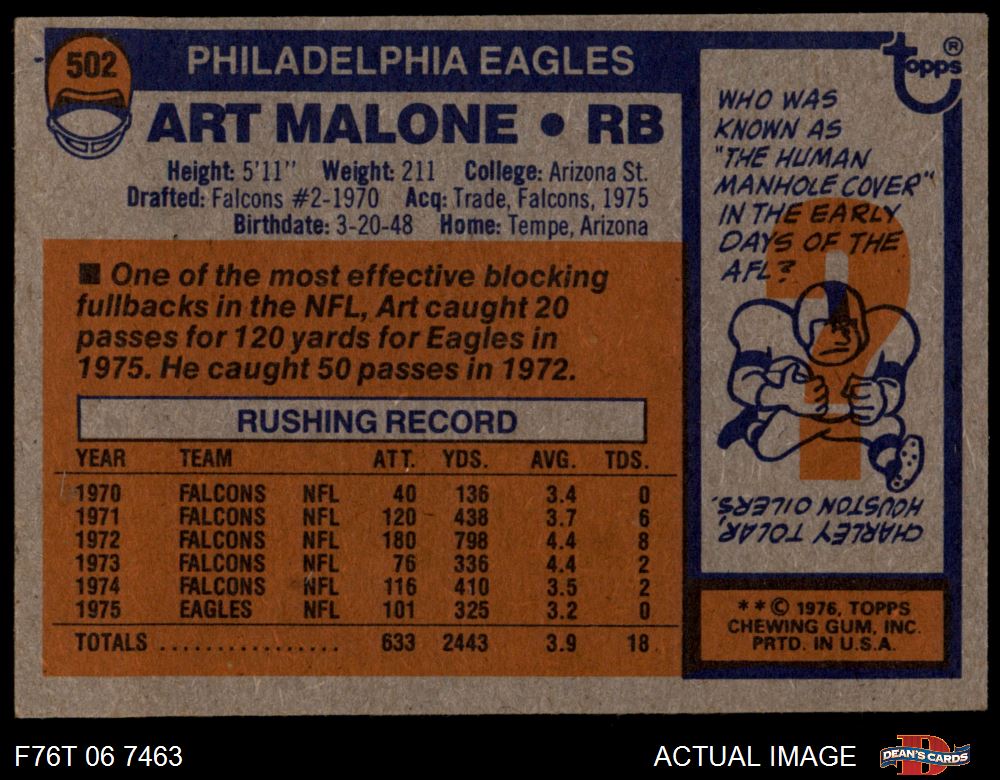 502
PHILADELPHIA EAGLES
ART MALONE • RB
Height: 5'11" Weight: 211 College: Arizona St.
Drafted: Falcons #2-1970 Acq: Trade, Falcons, 1975
Birthdate: 3-20-48 Home: Tempe, Arizona
■ One of the most effective blocking
fullbacks in the NFL, Art caught 20
passes for 120 yards for Eagles in
1975. He caught 50 passes in 1972.
RUSHING RECORD
YEAR TEAM ATT. YDS. AVG. TDS.
1970 FALCONS NFL 40 136 3.4 0
1971 FALCONS NFL 120 438 3.7 6
1972 FALCONS NFL 180 798 4.4 8
1973 FALCONS NFL 76 336 4.4 2
1974 FALCONS NFL 116 410 3.5 2
1975 EAGLES NFL 101 325 3.2 0
TOTALS ................ 633 2443 3.9 18
topps ®
WHO WAS
KNOWN AS
"THE HUMAN
MANHOLE COVER"
IN THE EARLY
DAYS OF THE
AFL?
?
CHARLEY TOLAR,
HOUSTON OILERS.
**© 1976, TOPPS
CHEWING GUM, INC.
PRTD. IN U.S.A.
F76T 06 7463
ACTUAL IMAGE
DEAN'S CARDS